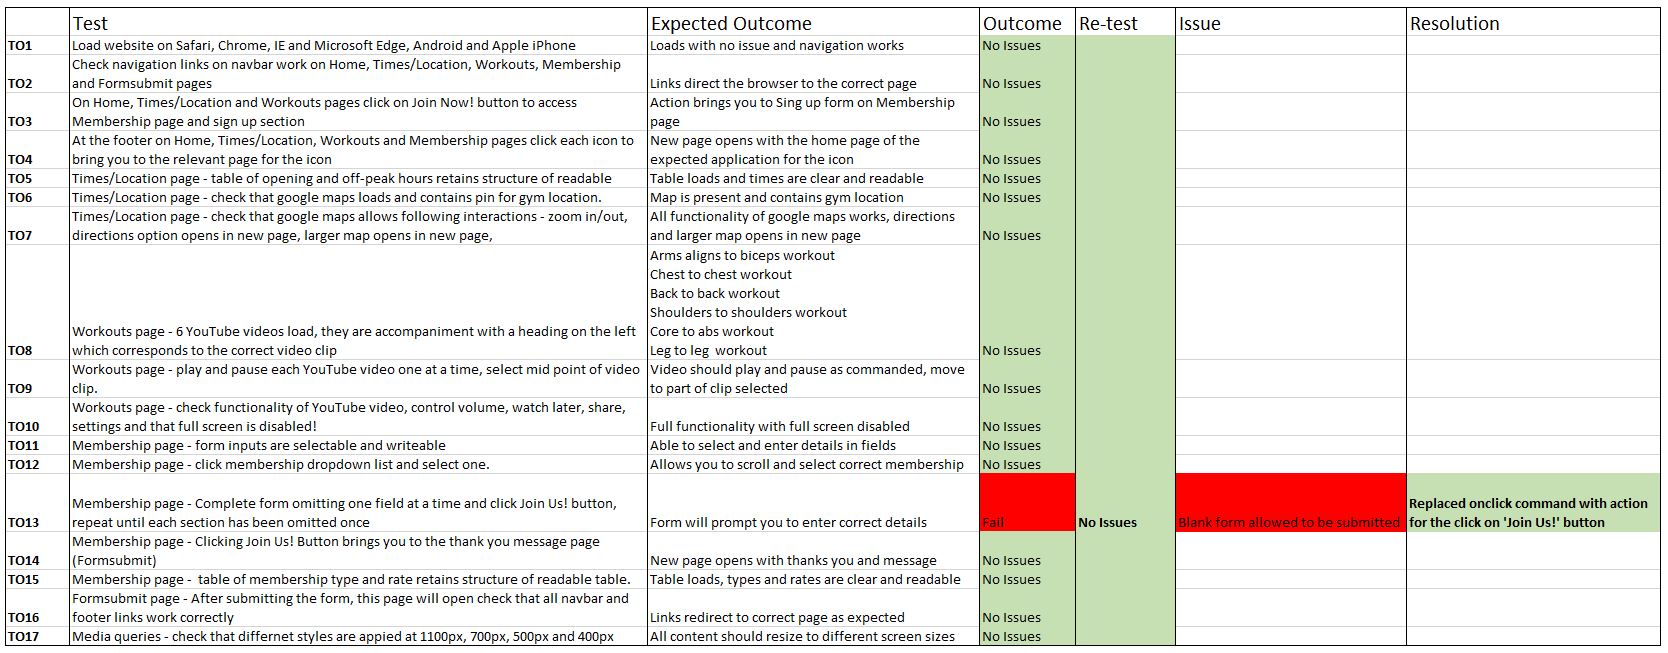 Test Expected Outcome Outcome Re-test Issue Resolution
TO1 Load website on Safari, Chrome, IE and Microsoft Edge, Android and Apple iPhone Loads with no issue and navigation works No Issues
Check navigation links on navbar work on Home, Times/Location, Workouts, Membership
TO2 and Formsubmit pages Links direct the browser to the correct page No Issues
On Home, Times/Location and Workouts pages click on Join Now! button to access Action brings you to Sing up form on Membership
TO3 Membership page and sign up section page No Issues
At the footer on Home, Times/Location, Workouts and Membership pages click each icon to New page opens with the home page of the
TO4 bring you to the relevant page for the icon expected application for the icon No Issues
TO5 Times/Location page - table of opening and off-peak hours retains structure of readable Table loads and times are clear and readable No Issues
TO6 Times/Location page - check that google maps loads and contains pin for gym location. Map is present and contains gym location No Issues
Times/Location page - check that google maps allows following interactions - zoom in/out, All functionality of google maps works, directions
TO7 directions option opens in new page, larger map opens in new page, and larger map opens in new page No Issues
Arms aligns to biceps workout
Chest to chest workout
Back to back workout
Shoulders to shoulders workout
Workouts page - 6 YouTube videos load, they are accompaniment with a heading on the left Core to abs workout
TO8 which corresponds to the correct video clip Leg to leg  workout No Issues
Workouts page - play and pause each YouTube video one at a time, select mid point of video Video should play and pause as commanded, move
TO9 clip. to part of clip selected No Issues
Workouts page - check functionality of YouTube video, control volume, watch later, share,
TO10 settings and that full screen is disabled! Full functionality with full screen disabled No Issues
TO11 Membership page - form inputs are selectable and writeable Able to select and enter details in fields No Issues
TO12 Membership page - click membership dropdown list and select one. Allows you to scroll and select correct membership No Issues
Membership page - Complete form omitting one field at a time and click Join Us! button, Replaced onclick command with action
TO13 repeat until each section has been omitted once Form will prompt you to enter correct details Fail No Issues Blank form allowed to be submitted for the click on 'Join Us!' button
Membership page - Clicking Join Us! Button brings you to the thank you message page
TO14 (Formsubmit) New page opens with thanks you and message No Issues
TO15 Membership page -  table of membership type and rate retains structure of readable table. Table loads, types and rates are clear and readable No Issues
Formsubmit page - After submitting the form, this page will open check that all navbar and
TO16 footer links work correctly Links redirect to correct page as expected No Issues
TO17 Media queries - check that differnet styles are appied at 1100px, 700px, 500px and 400px All content should resize to different screen sizes No Issues